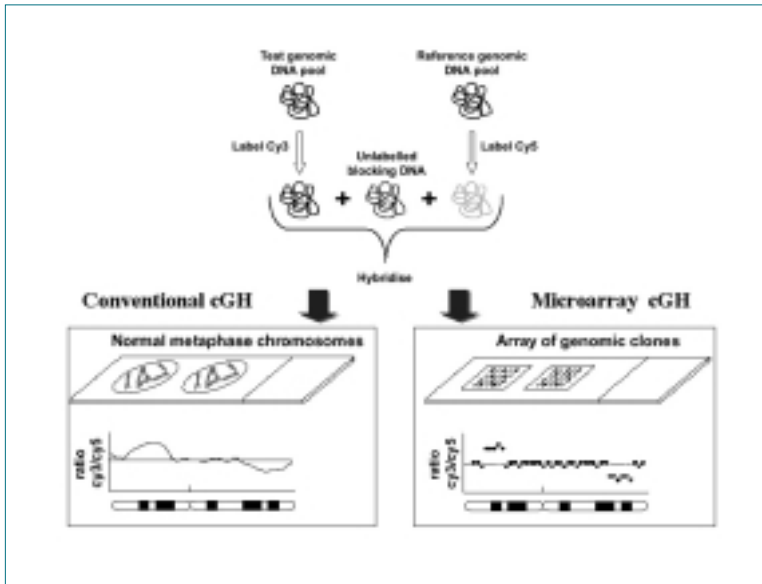 Test genomic
DNA pool
Reference genomic
DNA pool
Label Cy3
Label Cy5
Unlabelled
blocking DNA
+
+
Hybridise
Conventional cGH
Microarray cGH
Normal metaphase chromosomes
Array of genomic clones
ratio
cy3/cy5
ratio
cy3/cy5